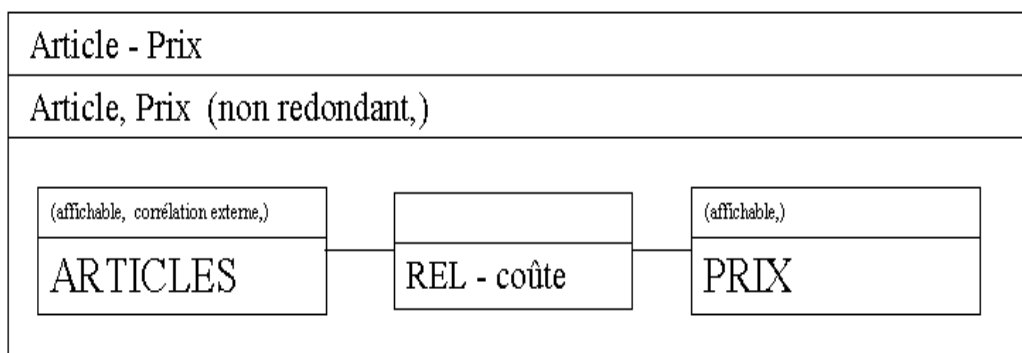 Article - Prix
Article, Prix (non redondant,)
(affichable, corrélation externe,)
ARTICLES
REL - coûte
(affichable,)
PRIX